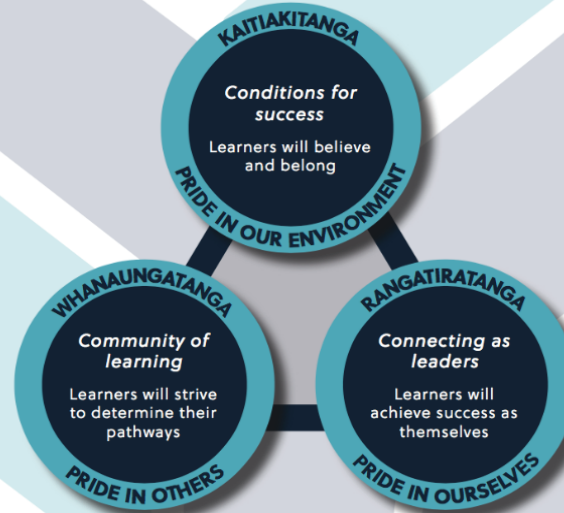 KAITIAKITANGA
Conditions for
success
Learners will believe
and belong
PRIDE IN OUR ENVIRONMENT
WHANAUNGATANGA
Community of
learning
Learners will strive
to determine their
pathways
PRIDE IN OTHERS
RANGATIRATANGA
Connecting as
leaders
Learners will
achieve success as
themselves
PRIDE IN OURSELVES